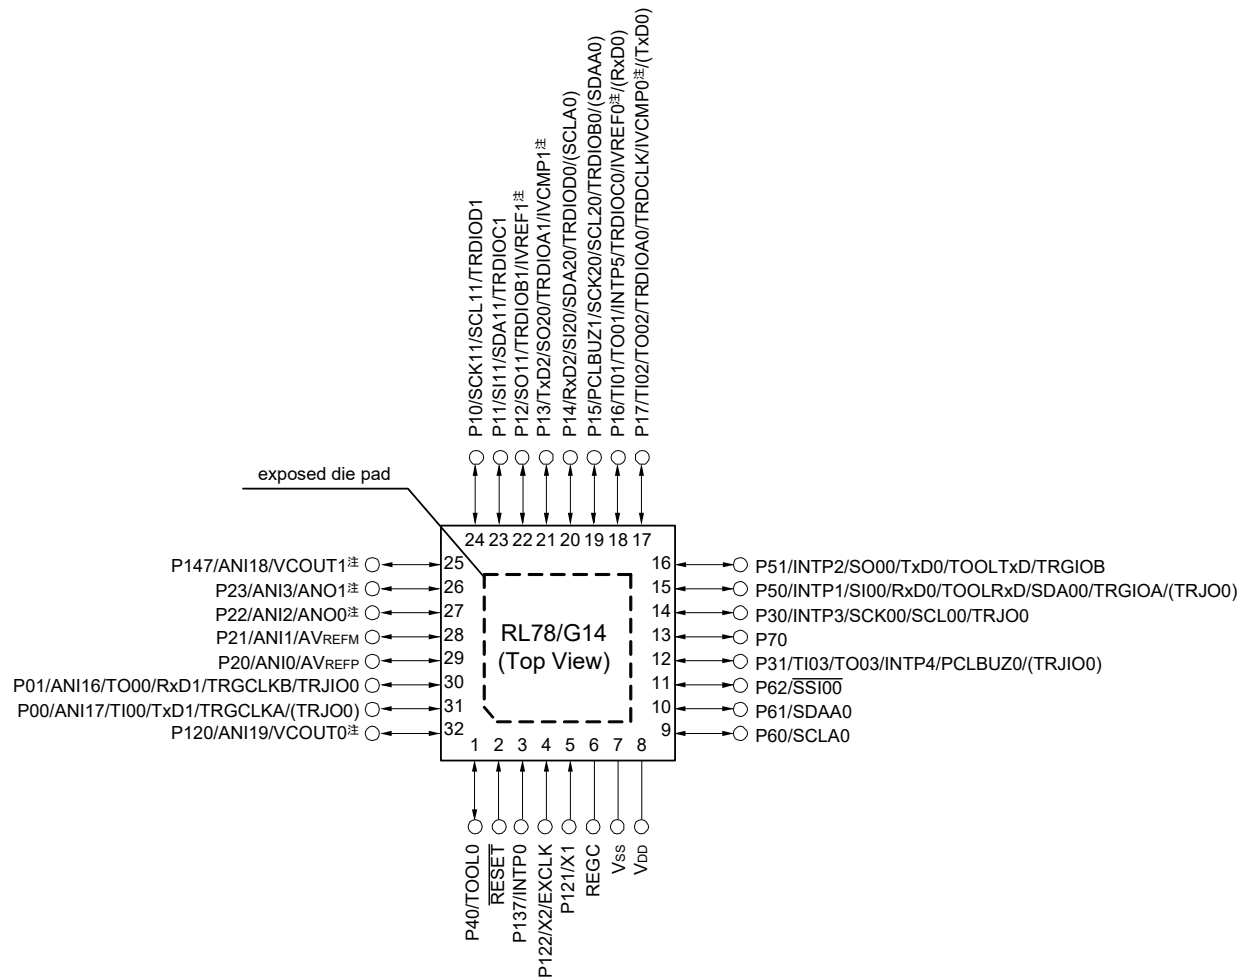 P10/SCK11/SCL11/TRDIOD1
P11/SI11/SDA11/TRDIOC1
P12/SO11/TRDIOB1/IVREF1注
P13/TxD2/SO20/TRDIOA1/IVCMP1注
P14/RxD2/SI20/SDA20/TRDIOD0/(SCLA0)
P15/PCLBUZ1/SCK20/SCL20/TRDIOB0/(SDAA0)
P16/TI01/TO01/INTP5/TRDIOC0/IVREF0注/(RxD0)
P17/TI02/TO02/TRDIOA0/TRDCLK/IVCMP0注/(TxD0)
exposed die pad
24 23 22 21 20 19 18 17
P147/ANI18/VCOUT1注 25
P23/ANI3/ANO1注 26
P22/ANI2/ANO0注 27
P21/ANI1/AVREFM 28
P20/ANI0/AVREFP 29
P01/ANI16/TO00/RxD1/TRGCLKB/TRJIO0 30
P00/ANI17/TI00/TxD1/TRGCLKA/(TRJO0) 31
P120/ANI19/VCOUT0注 32
RL78/G14
(Top View)
16 P51/INTP2/SO00/TxD0/TOOLTxD/TRGIOB
15 P50/INTP1/SI00/RxD0/TOOLRxD/SDA00/TRGIOA/(TRJO0)
14 P30/INTP3/SCK00/SCL00/TRJO0
13 P70
12 P31/TI03/TO03/INTP4/PCLBUZ0/(TRJIO0)
11 P62/SSI00
10 P61/SDAA0
9 P60/SCLA0
1 2 3 4 5 6 7 8
P40/TOOL0
RESET
P137/INTP0
P122/X2/EXCLK
P121/X1
REGC
VSS
VDD